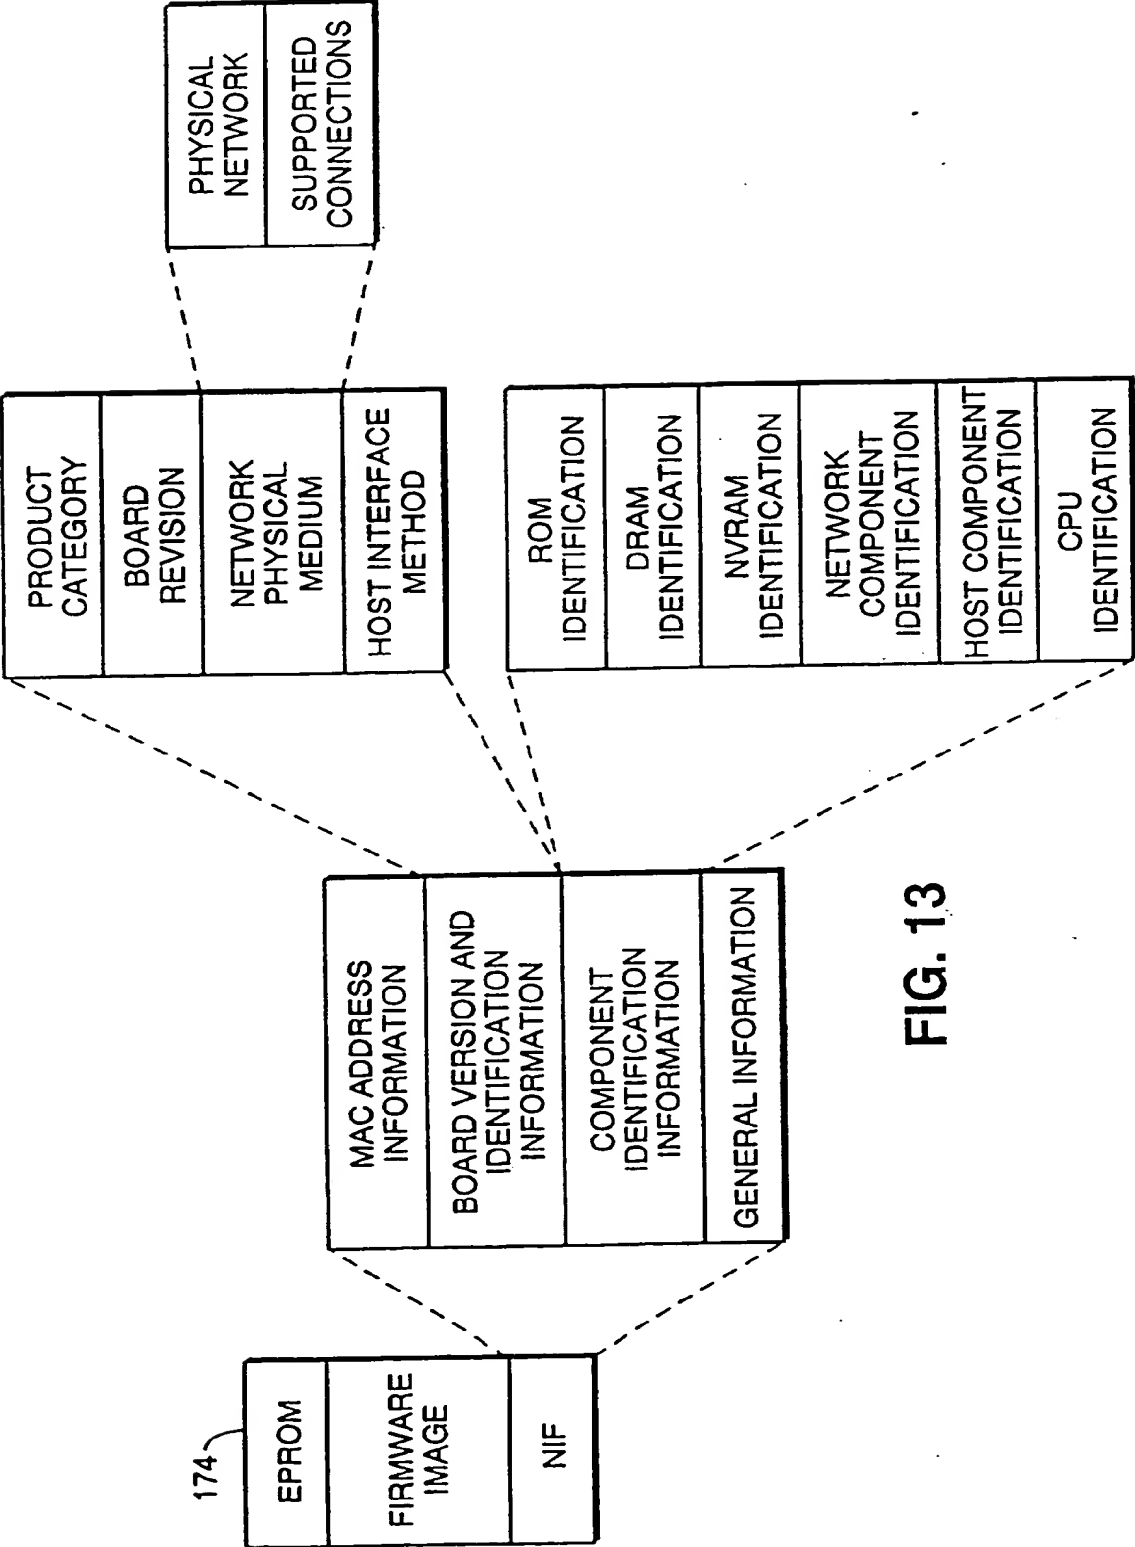 174
EPROM
FIRMWARE
IMAGE
NIF
MAC ADDRESS
INFORMATION
BOARD VERSION AND
IDENTIFICATION
INFORMATION
COMPONENT
IDENTIFICATION
INFORMATION
GENERAL INFORMATION
PRODUCT
CATEGORY
BOARD
REVISION
NETWORK
PHYSICAL
MEDIUM
HOST INTERFACE
METHOD
ROM
IDENTIFICATION
DRAM
IDENTIFICATION
NVRAM
IDENTIFICATION
NETWORK
COMPONENT
IDENTIFICATION
HOST COMPONENT
IDENTIFICATION
CPU
IDENTIFICATION
PHYSICAL
NETWORK
SUPPORTED
CONNECTIONS
FIG. 13